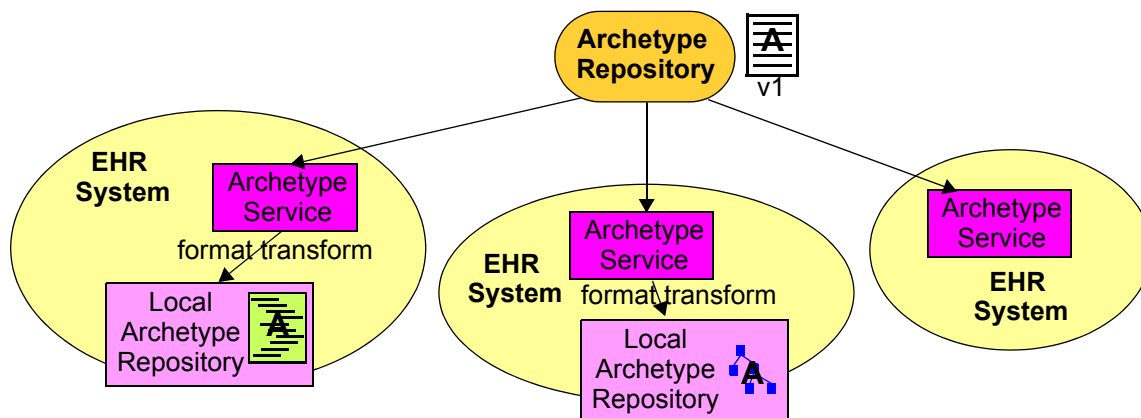 Archetype
Repository
A
v1
EHR
System
Archetype
Service
format transform
Local
Archetype
Repository
A
EHR
System
Archetype
Service
format transform
Local
Archetype
Repository
A
Archetype
Service
EHR
System